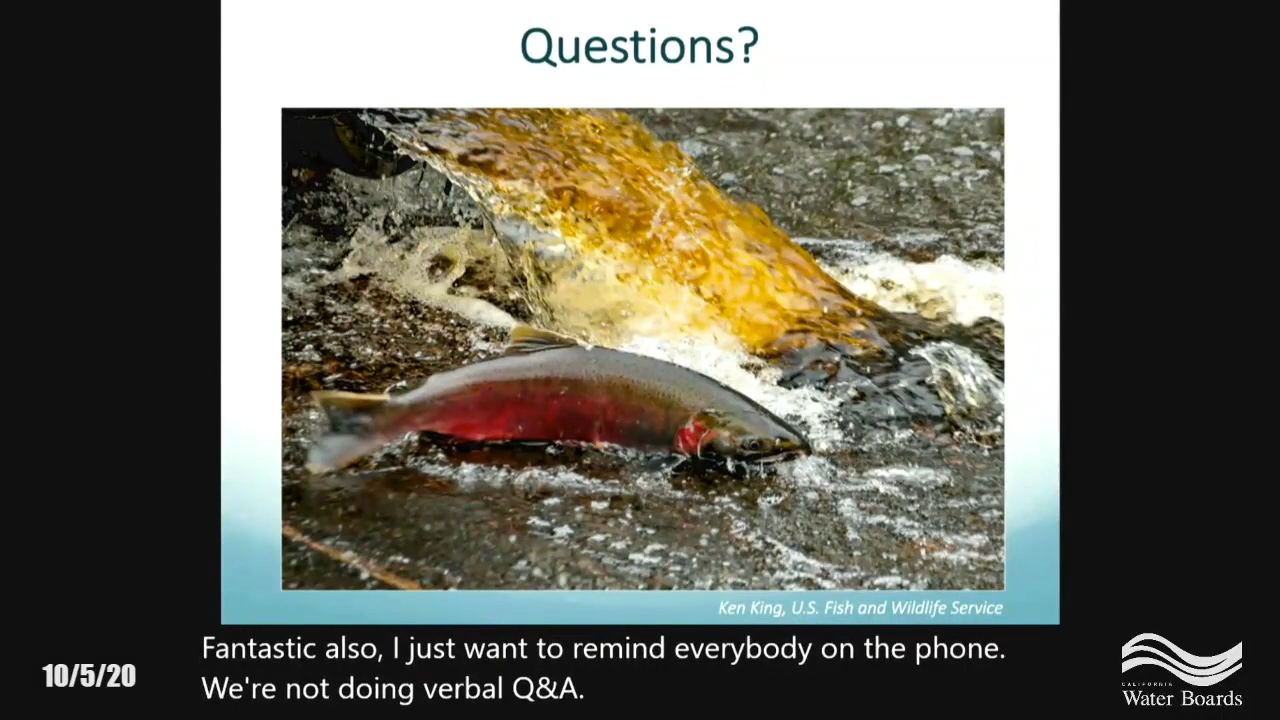 Questions?
Ken King, U.S. Fish and Wildlife Service
Fantastic also, I just want to remind everybody on the phone.
We're not doing verbal Q&A.
10/5/20
CALIFORNIA
Water Boards